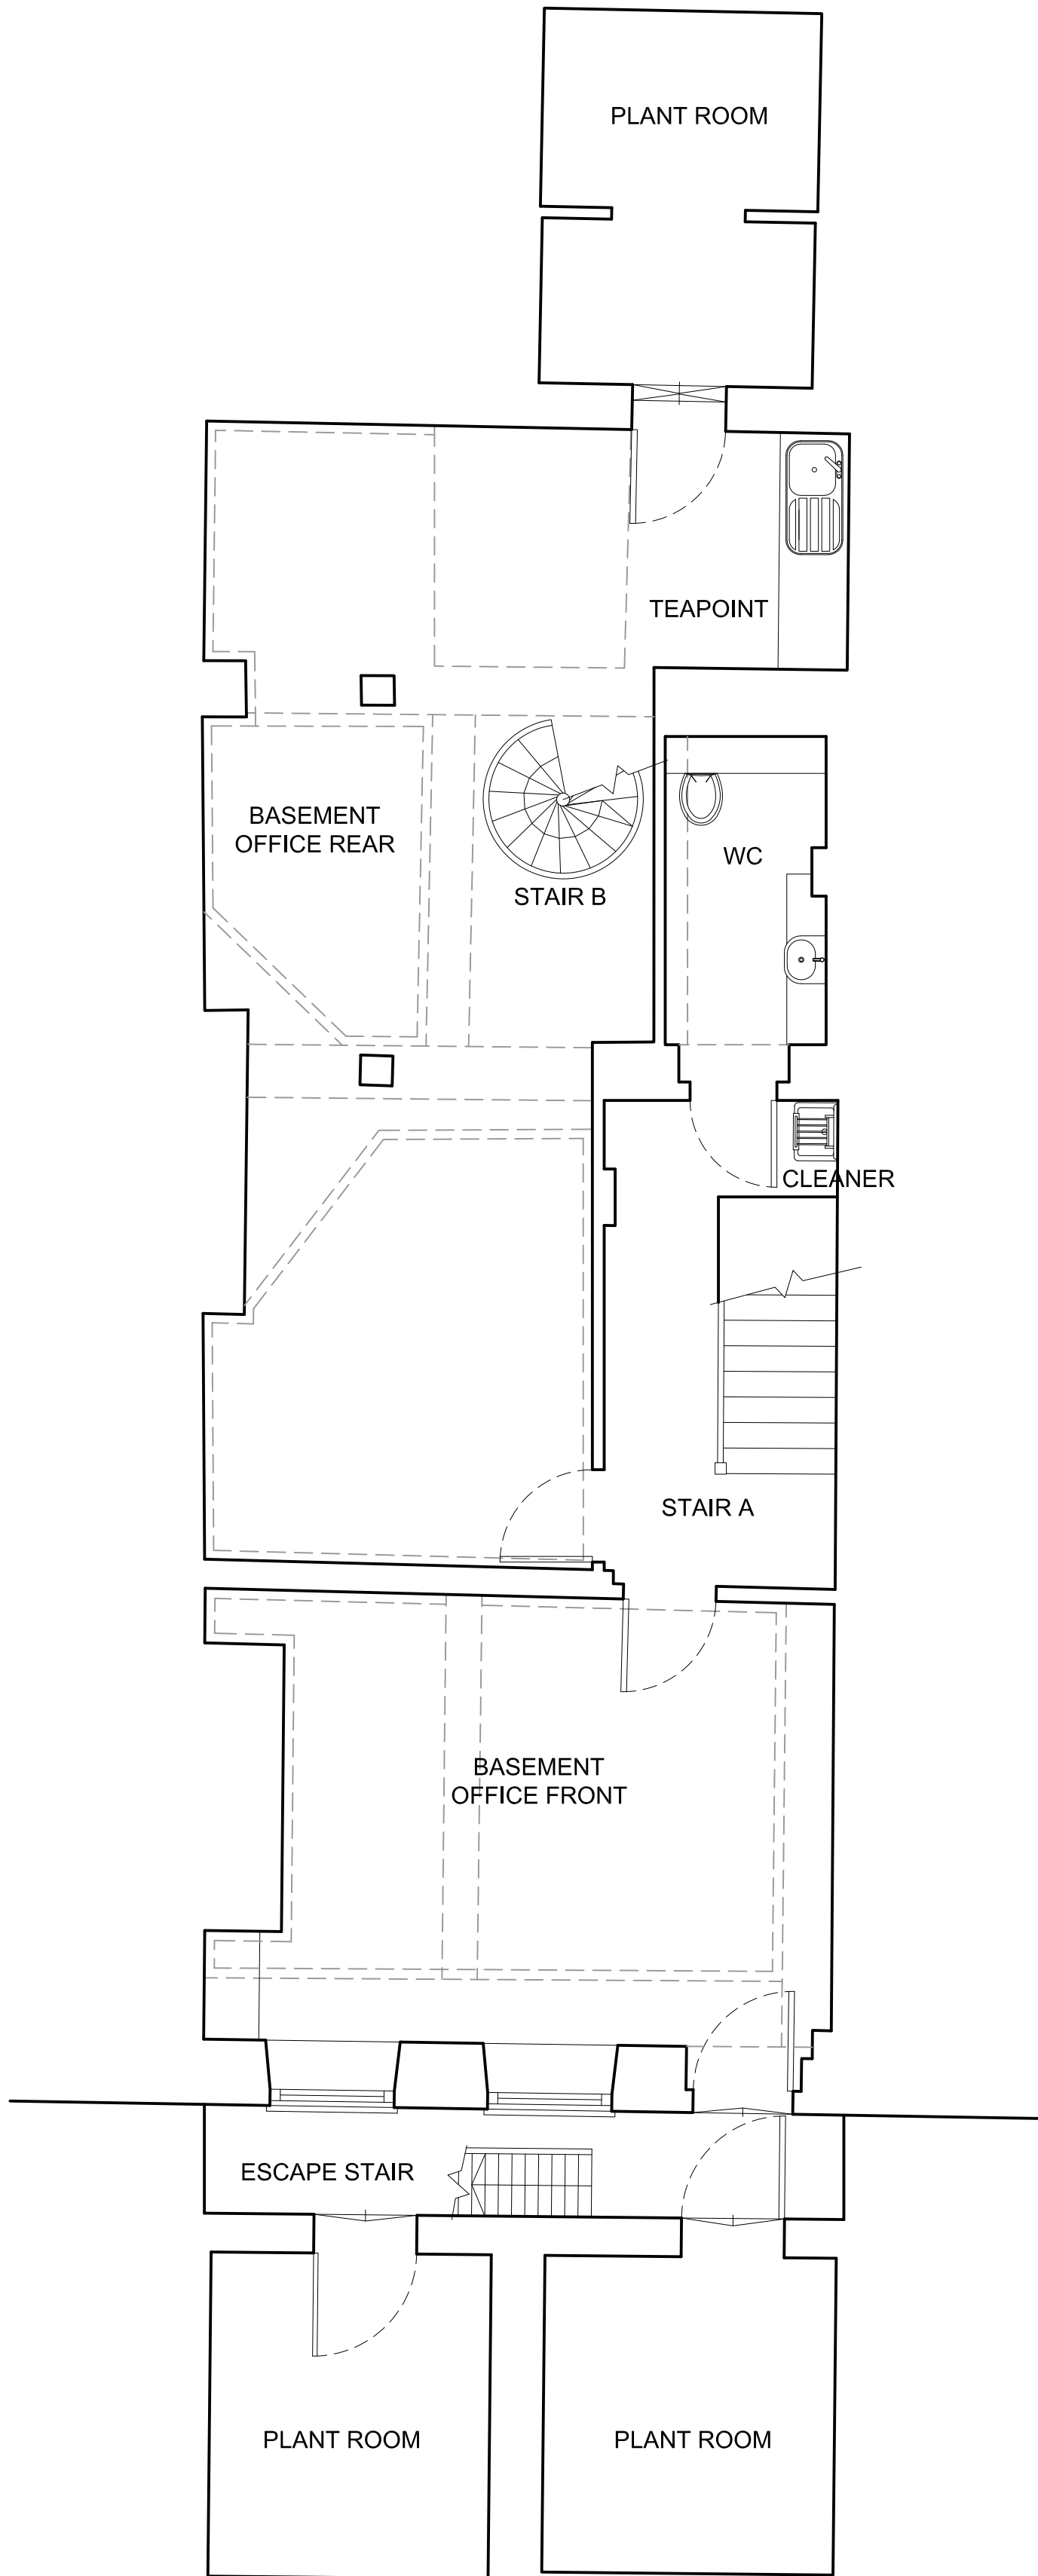 PLANT ROOM
TEAPOINT
BASEMENT
OFFICE REAR
WC
STAIR B
CLEANER
STAIR A
BASEMENT
OFFICE FRONT
ESCAPE STAIR
PLANT ROOM
PLANT ROOM